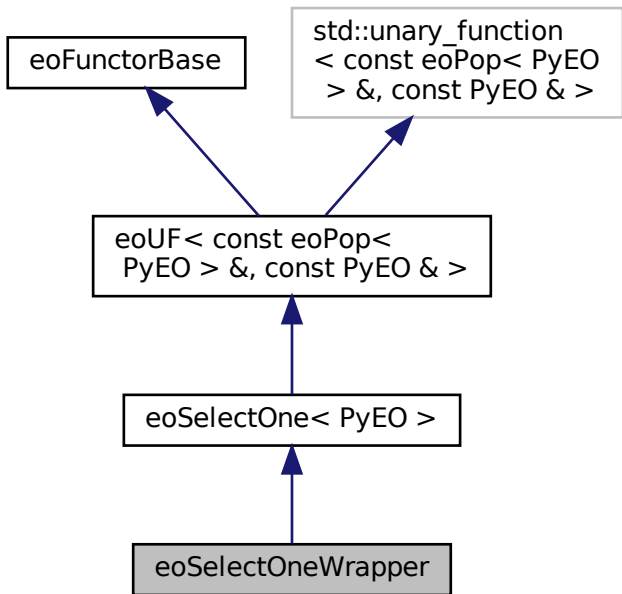 eoFunctorBase
std::unary_function
< const eoPop< PyEO
> &, const PyEO & >
eoUF< const eoPop<
PyEO > &, const PyEO & >
eoSelectOne< PyEO >
eoSelectOneWrapper